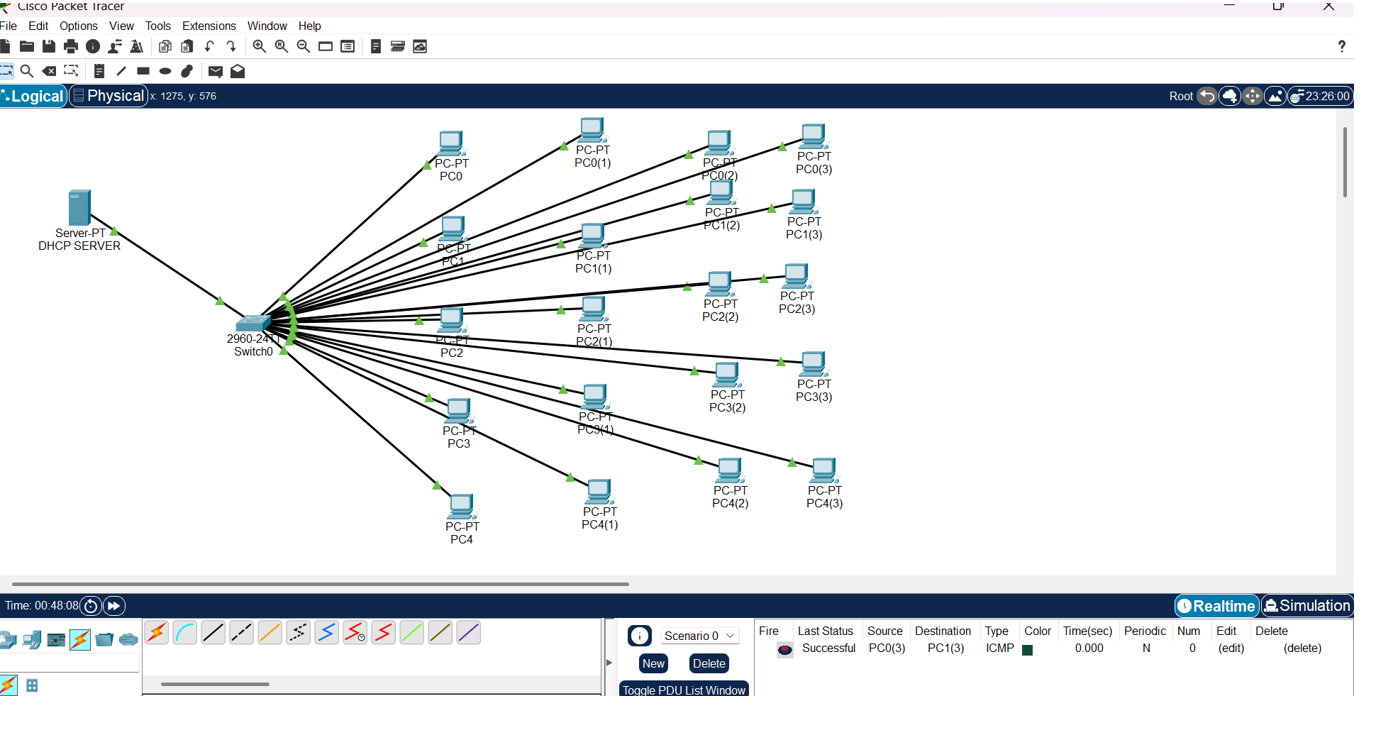 Cisco Packet Tracer
File Edit Options View Tools Extensions Window Help
?
Logical Physical x: 1275, y: 576 Root 23:26:00
PC-PT
PC0
PC-PT
PC0(1)
PC-PT
PC0(2)
PC-PT
PC0(3)
Server-PT
DHCP SERVER
PC-PT
PC1
PC-PT
PC1(1)
PC-PT
PC1(2)
PC-PT
PC1(3)
Switch0
PC-PT
PC2
PC-PT
PC2(1)
PC-PT
PC2(2)
PC-PT
PC2(3)
PC-PT
PC3
PC-PT
PC3(1)
PC-PT
PC3(2)
PC-PT
PC3(3)
PC-PT
PC4
PC-PT
PC4(1)
PC-PT
PC4(2)
PC-PT
PC4(3)
Time: 00:48:08 Realtime Simulation
Scenario 0
New Delete
Toggle PDU List Window
Fire Last Status Source Destination Type Color Time(sec) Periodic Num Edit Delete
Successful PC0(3) PC1(3) ICMP 0.000 N 0 (edit) (delete)